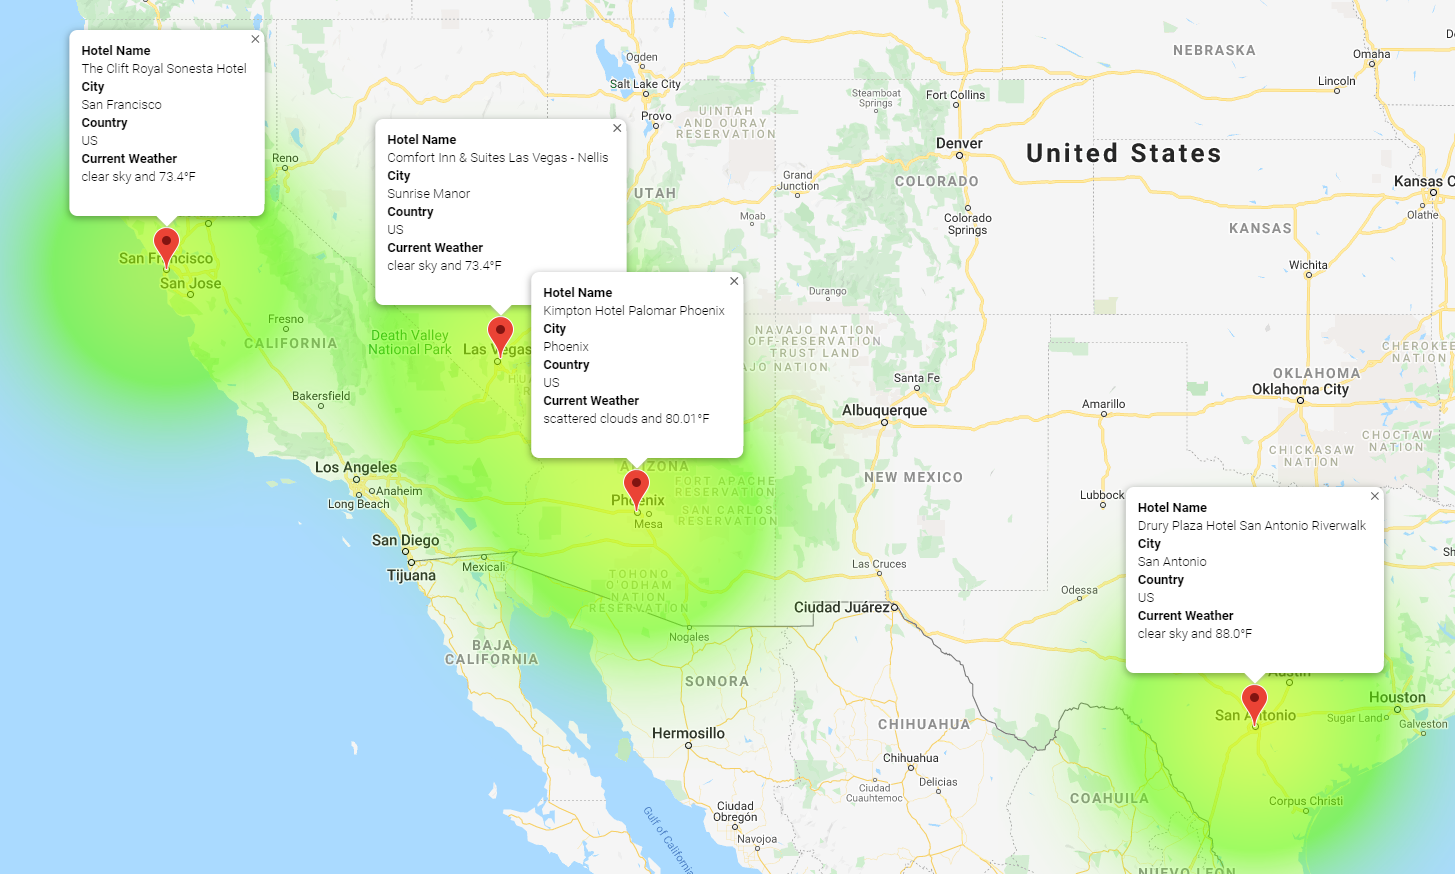 Hotel Name
The Clift Royal Sonesta Hotel
City
San Francisco
Country
US
Current Weather
clear sky and 73.4°F
Hotel Name
Comfort Inn & Suites Las Vegas - Nellis
City
Sunrise Manor
Country
US
Current Weather
clear sky and 73.4°F
Hotel Name
Kimpton Hotel Palomar Phoenix
City
Phoenix
Country
US
Current Weather
scattered clouds and 80.01°F
Hotel Name
Drury Plaza Hotel San Antonio Riverwalk
City
San Antonio
Country
US
Current Weather
clear sky and 88.0°F
United States
NEBRASKA
Omaha
Lincoln
Ogden
Salt Lake City
Provo
UINTAH
AND OURAY
RESERVATION
Steamboat
Springs
Fort Collins
Denver
COLORADO
Grand
Junction
Moab
Colorado
Springs
Kansas C
Olathe
KANSAS
Wichita
UTAH
Reno
San Francisco
San Jose
Fresno
CALIFORNIA
Death Valley
National Park
Las Vegas
Durango
NAVAJO NATION
OFF-RESERVATION
TRUST LAND
NATION
CHEROKEE
NATION
OKLAHOMA
Oklahoma City
Santa Fe
Albuquerque
Amarillo
Bakersfield
Los Angeles
Anaheim
Long Beach
ARIZONA
FORT APACHE
RESERVATION
SAN CARLOS
RESERVATION
Phoenix
Mesa
NEW MEXICO
CHICKASAW
NATION
CHOCTAW
NATION
Lubbock
San Diego
Tijuana
Mexicali
TOHONO
O'ODHAM
NATION
RESERVATION
Las Cruces
Ciudad Juárez
Odessa
Nogales
BAJA
CALIFORNIA
SONORA
Hermosillo
CHIHUAHUA
Chihuahua
Delicias
Ciudad
Cuauhtemoc
Ciudad
Obregón
Navojoa
Gulf of California
Austin
San Antonio
Houston
Sugar Land
Galveston
Corpus Christi
COAHUILA
NUEVO LEON